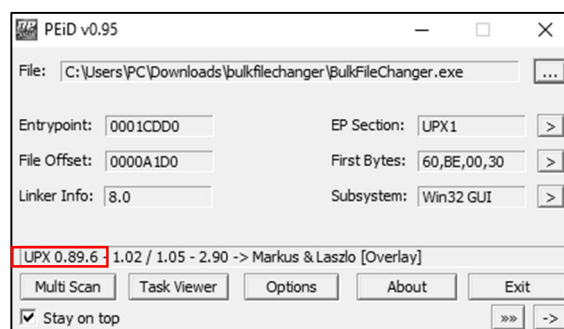 PEiD v0.95
File: C:\Users\PC\Downloads\bulkfilechanger\BulkFileChanger.exe ...
Entrypoint: 0001CDD0 EP Section: UPX1 >
File Offset: 0000A1D0 First Bytes: 60,BE,00,30 >
Linker Info: 8.0 Subsystem: Win32 GUI >
UPX 0.89.6 - 1.02 / 1.05 - 2.90 -> Markus & Laszlo [Overlay]
Multi Scan Task Viewer Options About Exit
Stay on top »» ->